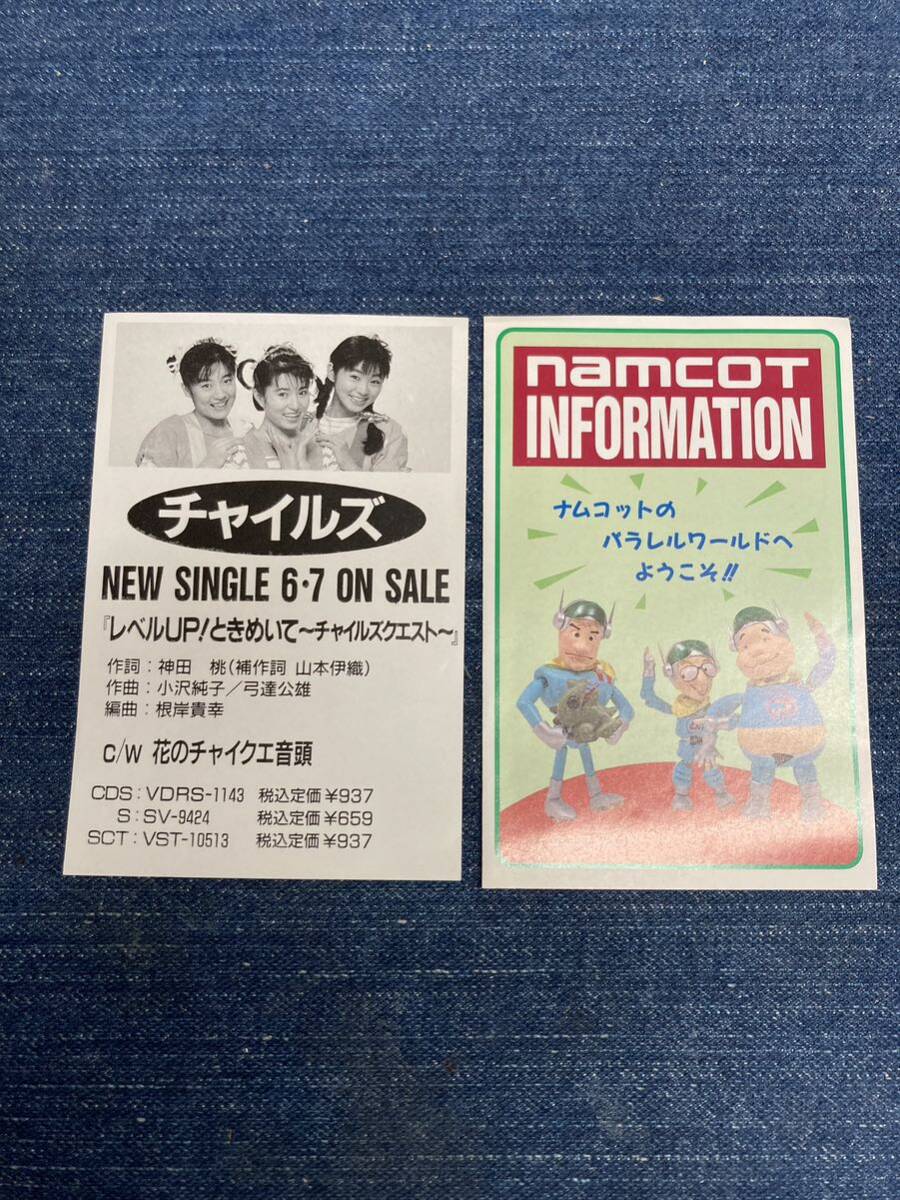 チャイルズ
NEW SINGLE 6・7 ON SALE
『レベルUP!ときめいて〜チャイルズクエスト〜』
作詞：神田 桃(補作詞 山本伊織)
作曲：小沢純子／弓達公雄
編曲：根岸貴幸
C/W 花のチャイクエ音頭
CDS：VDRS-1143 税込定価¥937
S：SV-9424 税込定価¥659
SCT：VST-10513 税込定価¥937
namcot
INFORMATION
ナムコットの
パラレルワールドへ
ようこそ!!